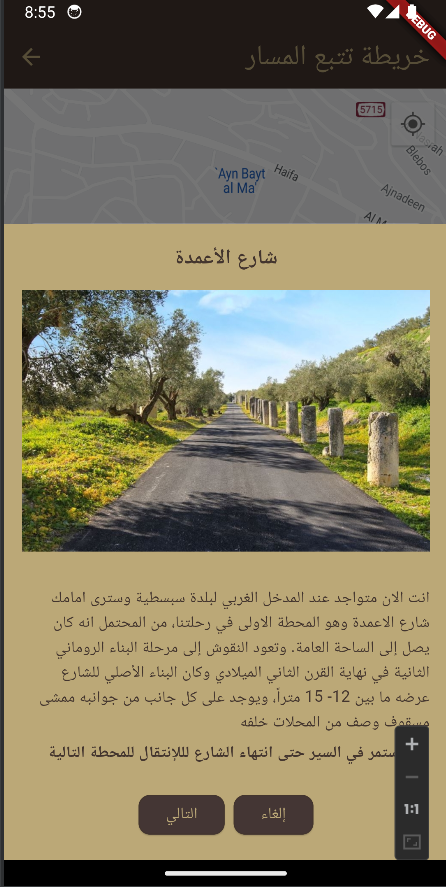 8:55
DEBUG
خريطة تتبع المسار
5715
'Ayn Bayt
al Ma'
Haifa
Blebos
Ajnadeen
شارع الأعمدة
انت الان متواجد عند المدخل الغربي لبلدة سبسطية وسترى امامك
شارع الاعمدة وهو المحطة الاولى في رحلتنا، من المحتمل انه كان
يصل إلى الساحة العامة. وتعود النقوش إلى مرحلة البناء الروماني
الثانية في نهاية القرن الثاني الميلادي وكان البناء الأصلي للشارع
عرضه ما بين 12- 15 متراً، ويوجد على كل جانب من جوانبه ممشى
مسقوف وصف من المحلات خلفه
في السير حتى انتهاء الشارع لللإنتقال للمحطة التالية
1:1
إلغاء
التالي